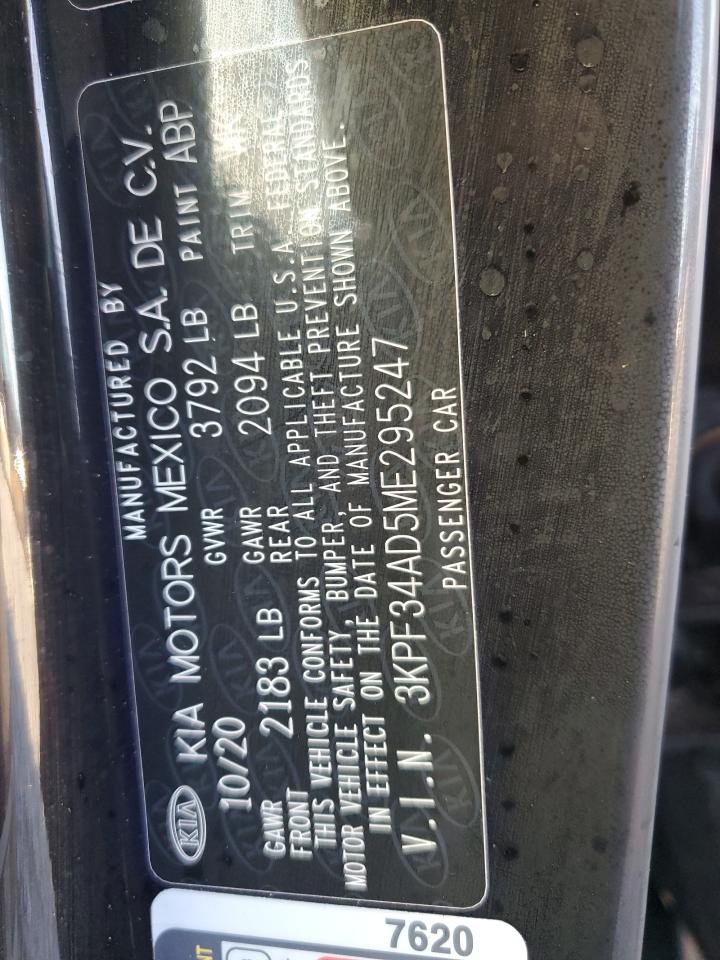 MANUFACTURED BY
KIA KIA MOTORS MEXICO S.A. DE C.V.
10/20 GVWR 3792 LB PAINT ABP
GAWR FRONT 2183 LB GAWR REAR 2094 LB TRIM VK
THIS VEHICLE CONFORMS TO ALL APPLICABLE U.S.A FEDERAL
MOTOR VEHICLE SAFETY, BUMPER, AND THEFT PREVENTION STANDARDS
IN EFFECT ON THE DATE OF MANUFACTURE SHOWN ABOVE.
V.I.N. 3KPF34AD5ME295247
PASSENGER CAR
7620